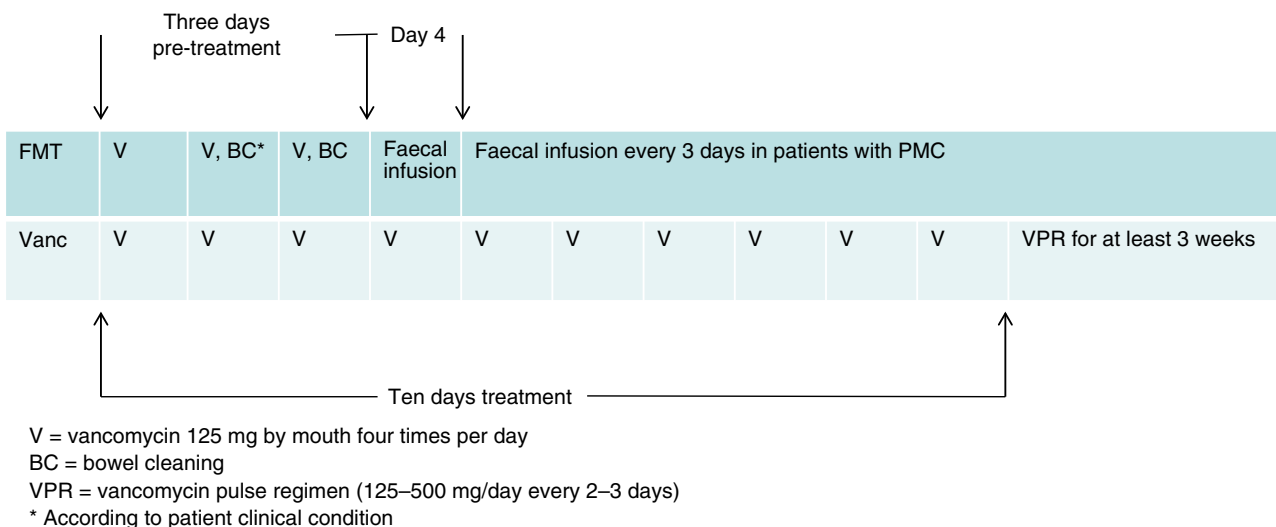 Three days
pre-treatment
Day 4
FMT V V, BC* V, BC Faecal
infusion Faecal infusion every 3 days in patients with PMC
Vanc V V V V V V V V V V VPR for at least 3 weeks
Ten days treatment
V = vancomycin 125 mg by mouth four times per day
BC = bowel cleaning
VPR = vancomycin pulse regimen (125–500 mg/day every 2–3 days)
* According to patient clinical condition